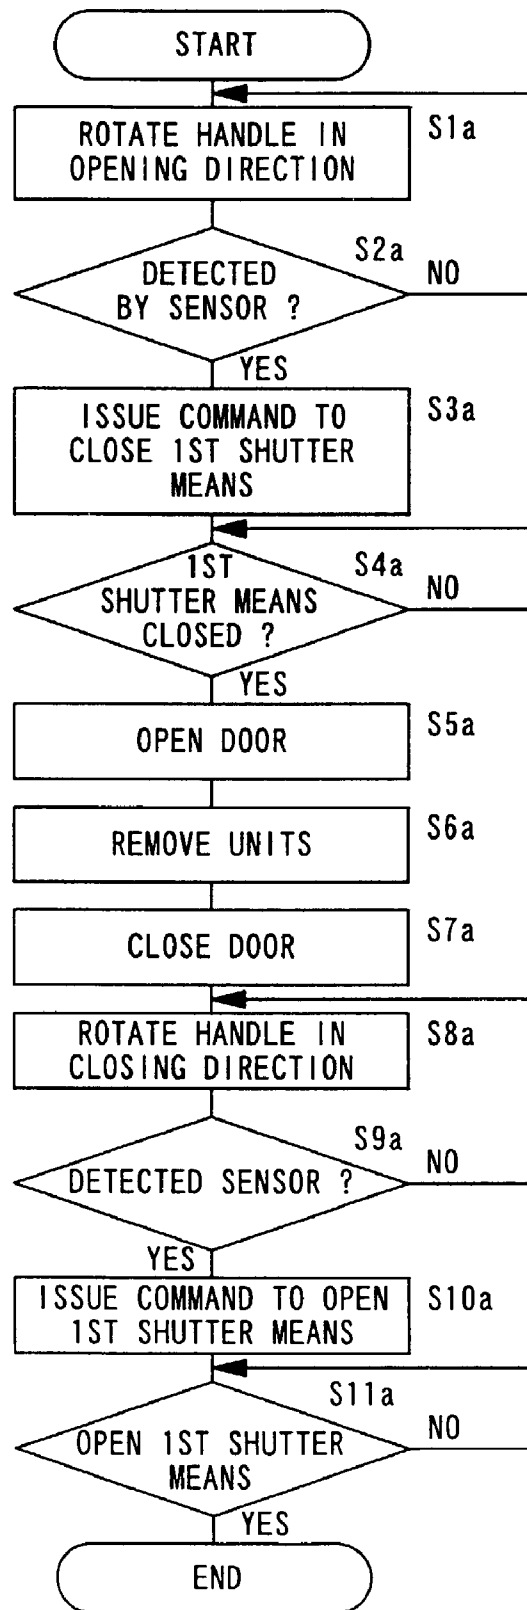 START
ROTATE HANDLE IN
OPENING DIRECTION
S1a
DETECTED
BY SENSOR ?
S2a
NO
YES
ISSUE COMMAND TO
CLOSE 1ST SHUTTER
MEANS
S3a
1ST
SHUTTER MEANS
CLOSED ?
S4a
NO
YES
OPEN DOOR
S5a
REMOVE UNITS
S6a
CLOSE DOOR
S7a
ROTATE HANDLE IN
CLOSING DIRECTION
S8a
DETECTED SENSOR ?
S9a
NO
YES
ISSUE COMMAND TO OPEN
1ST SHUTTER MEANS
S10a
OPEN 1ST SHUTTER
MEANS
S11a
NO
YES
END